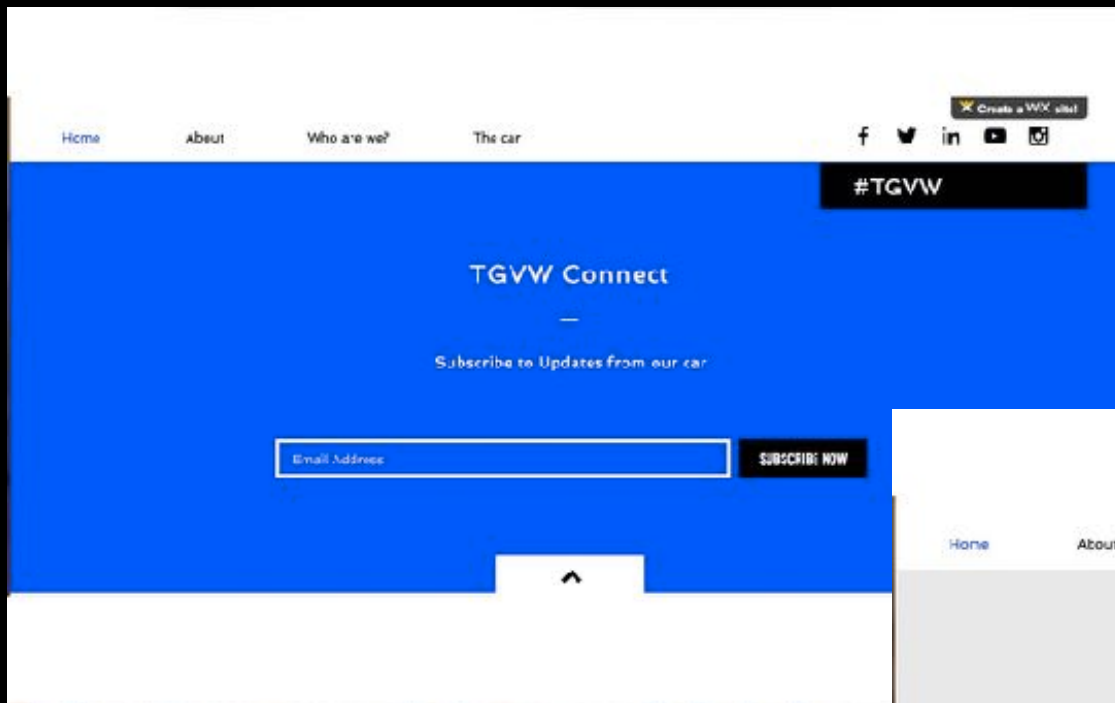 Create a WIX site!
Home About Who are we? The car
#TGVW
TGVW Connect
Subscribe to Updates from our car
Email Address SUBSCRIBE NOW
Home About